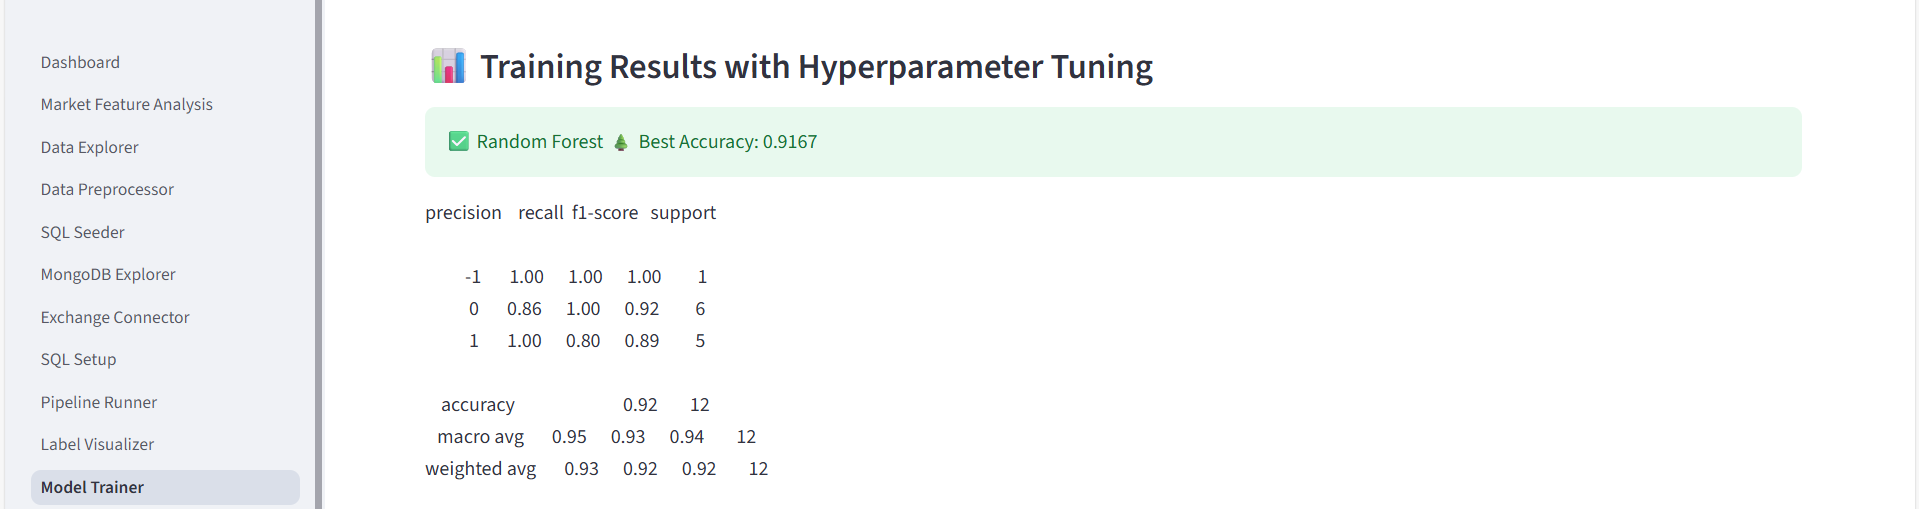 Dashboard
Market Feature Analysis
Data Explorer
Data Preprocessor
SQL Seeder
MongoDB Explorer
Exchange Connector
SQL Setup
Pipeline Runner
Label Visualizer
Model Trainer
Training Results with Hyperparameter Tuning
Random Forest Best Accuracy: 0.9167
precision recall f1-score support
-1 1.00 1.00 1.00 1
0 0.86 1.00 0.92 6
1 1.00 0.80 0.89 5
accuracy 0.92 12
macro avg 0.95 0.93 0.94 12
weighted avg 0.93 0.92 0.92 12